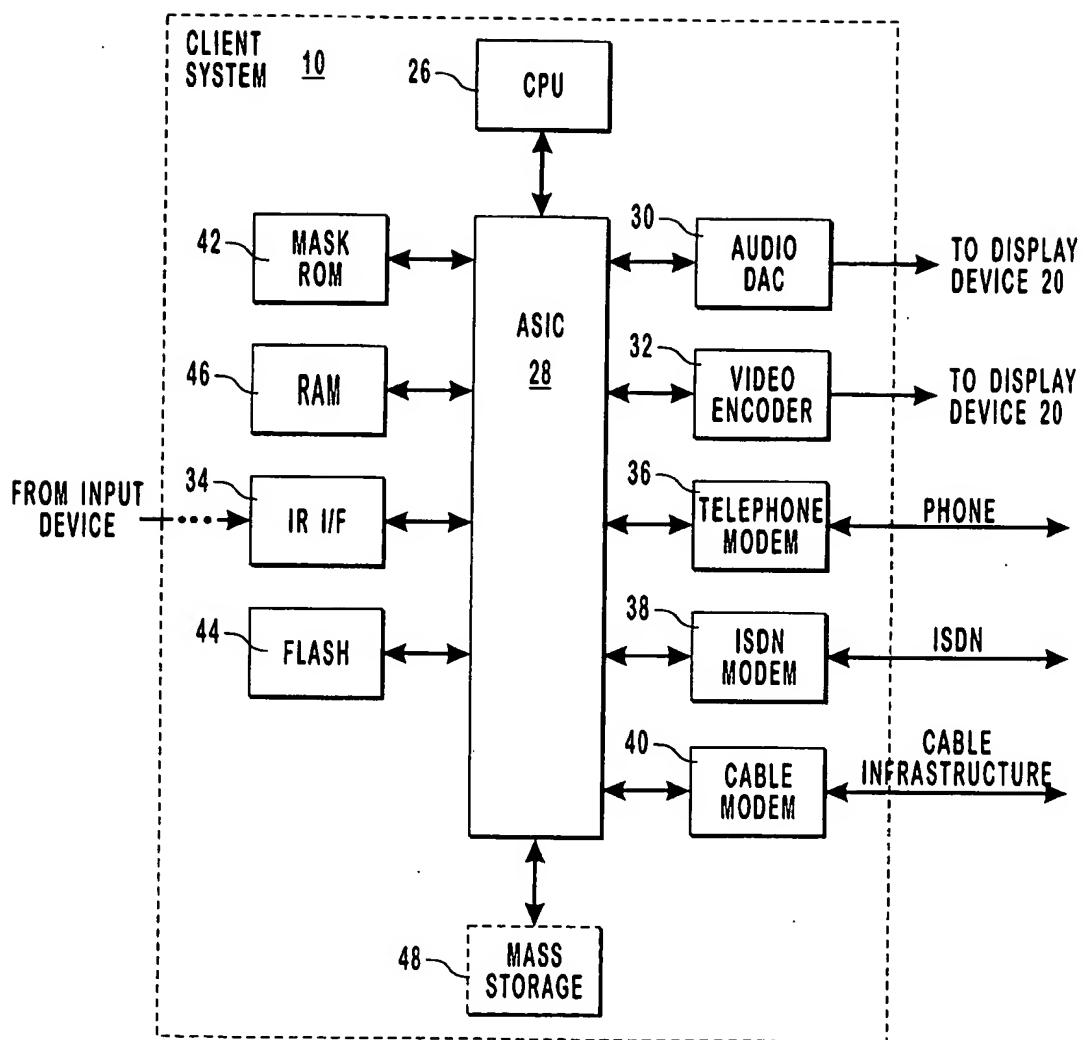 CLIENT
SYSTEM
10
26
CPU
42
MASK
ROM
30
AUDIO
DAC
TO DISPLAY
DEVICE 20
ASIC
28
46
RAM
32
VIDEO
ENCODER
TO DISPLAY
DEVICE 20
FROM INPUT
DEVICE
34
IR I/F
36
TELEPHONE
MODEM
PHONE
44
FLASH
38
ISDN
MODEM
ISDN
40
CABLE
MODEM
CABLE
INFRASTRUCTURE
48
MASS
STORAGE